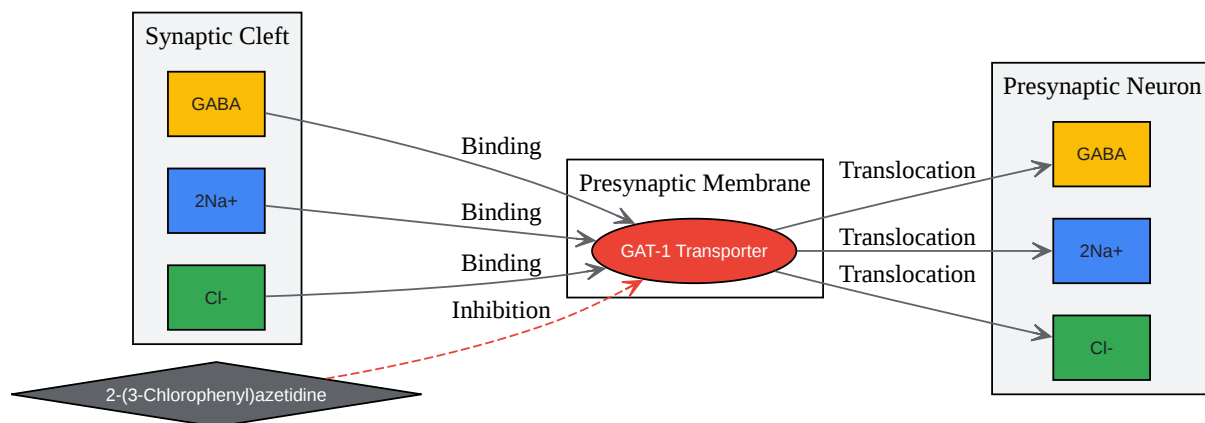 Synaptic Cleft
GABA
2Na+
Cl-
2-(3-Chlorophenyl)azetidine
Binding
Binding
Binding
Inhibition
Presynaptic Membrane
GAT-1 Transporter
Translocation
Translocation
Translocation
Presynaptic Neuron
GABA
2Na+
Cl-